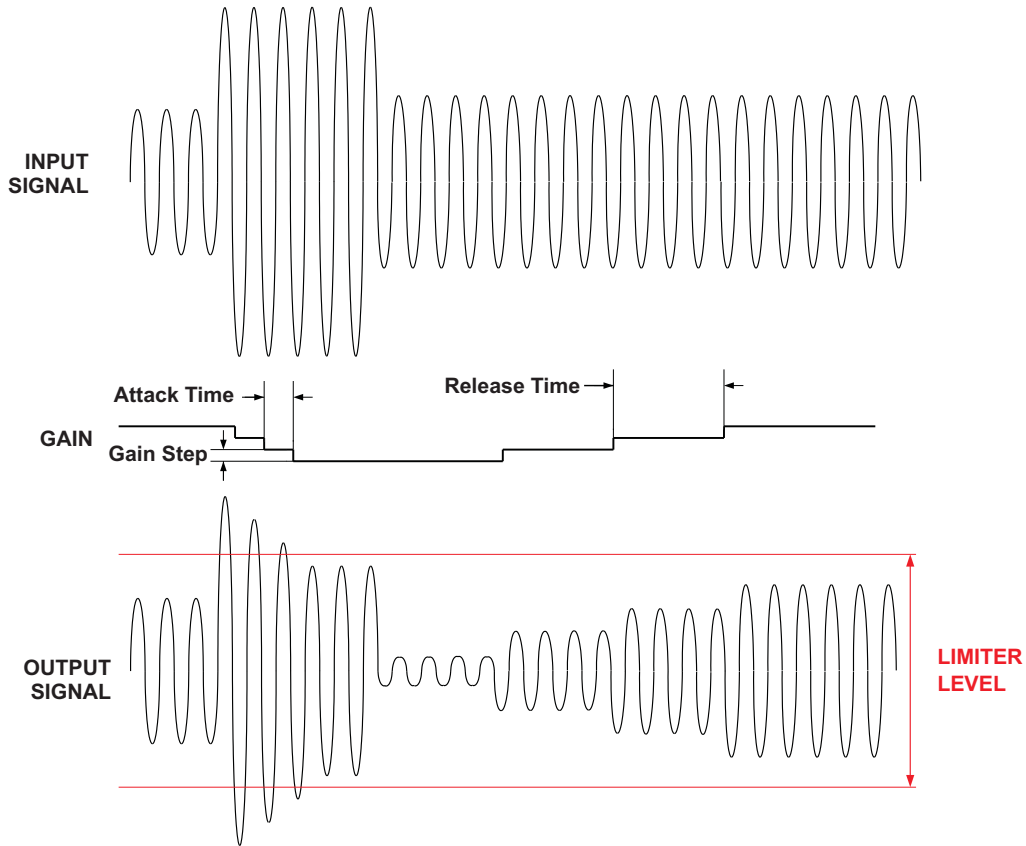 INPUT
SIGNAL
Attack Time
Release Time
GAIN
Gain Step
OUTPUT
SIGNAL
LIMITER
LEVEL